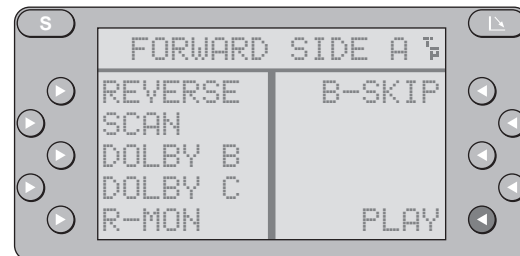 S
FORWARD SIDE A
REVERSE B-SKIP
SCAN
DOLBY B
DOLBY C
R-MON PLAY